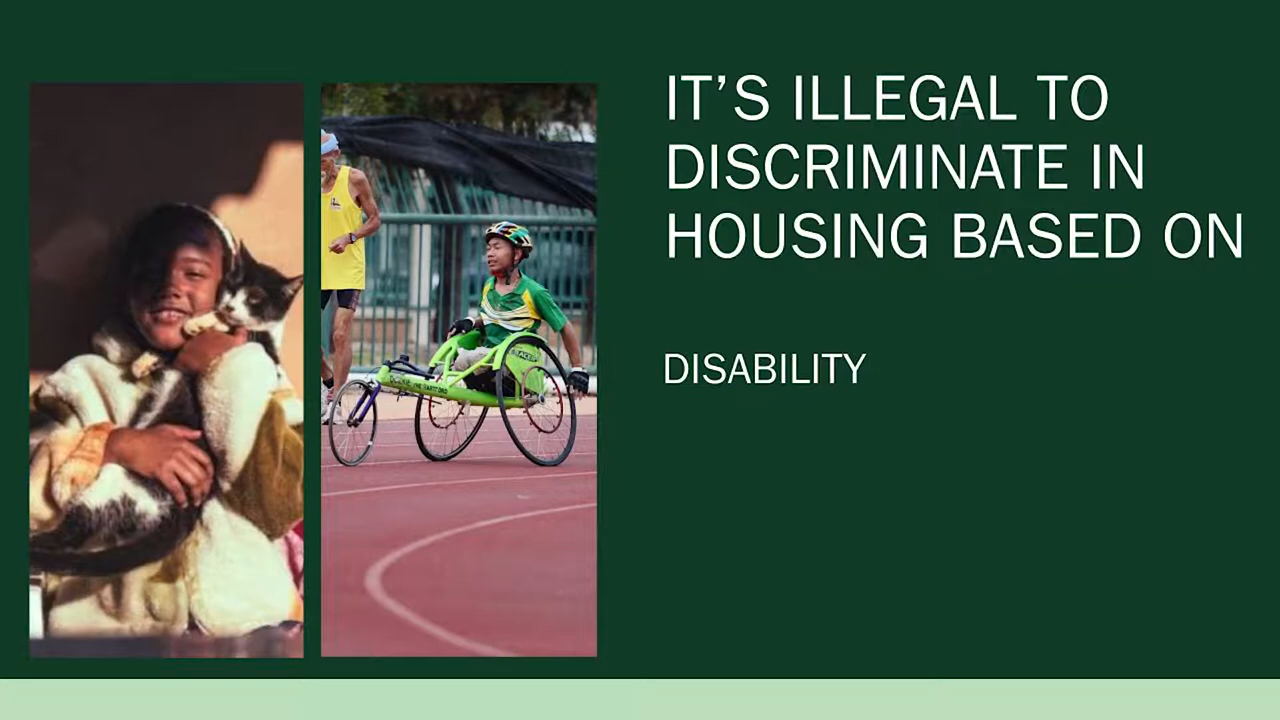 IT’S ILLEGAL TO
DISCRIMINATE IN
HOUSING BASED ON
DISABILITY